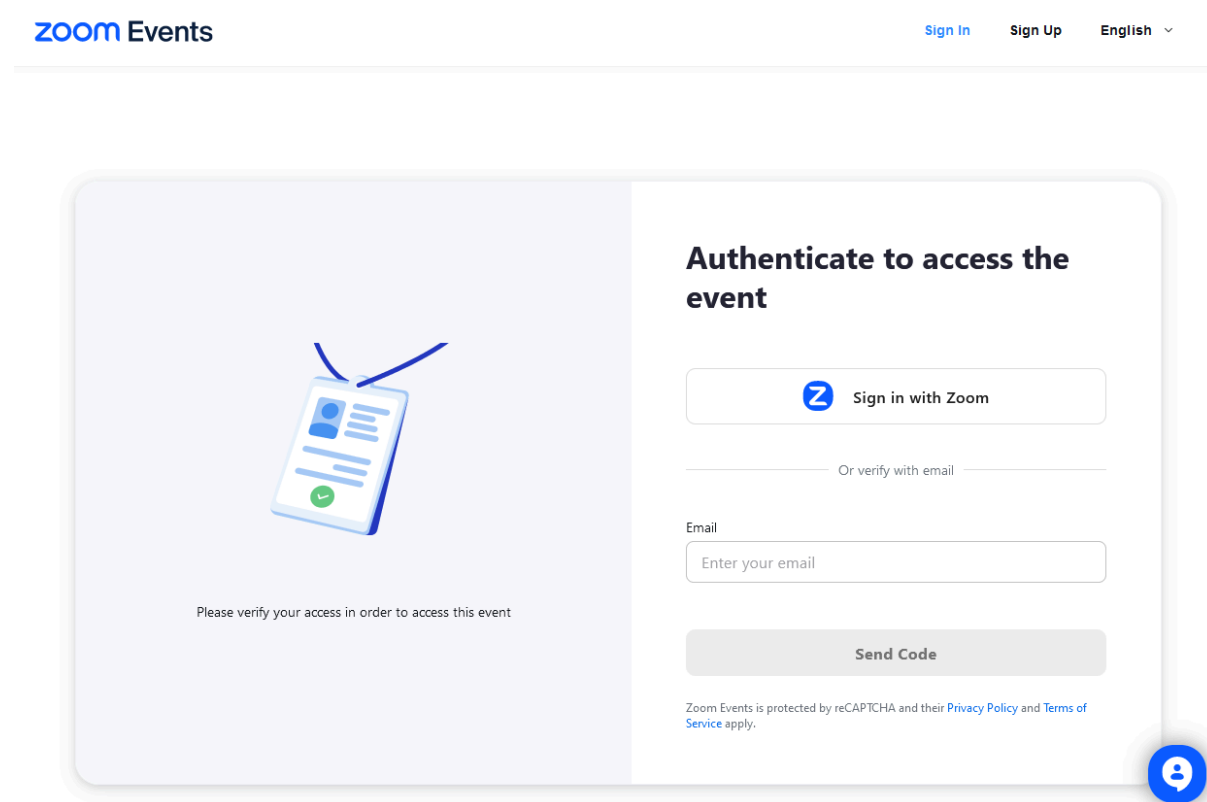 zoom Events
Sign In
Sign Up
English
Please verify your access in order to access this event
Authenticate to access the
event
Sign in with Zoom
Or verify with email
Email
Enter your email
Send Code
Zoom Events is protected by reCAPTCHA and their Privacy Policy and Terms of
Service apply.